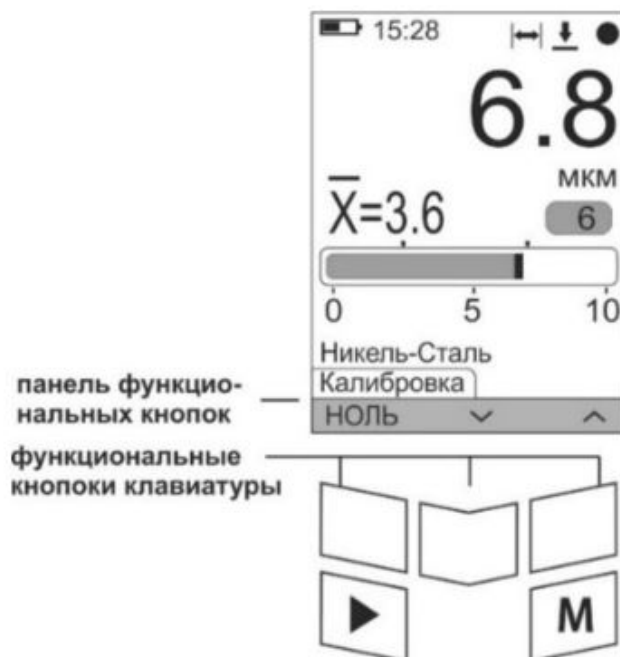 15:28
6.8
мкм
X=3.6
6
0 5 10
Никель-Сталь
Калибровка
НОЛЬ
панель функцио-
нальных кнопок
функциональные
кнопоки клавиатуры
M